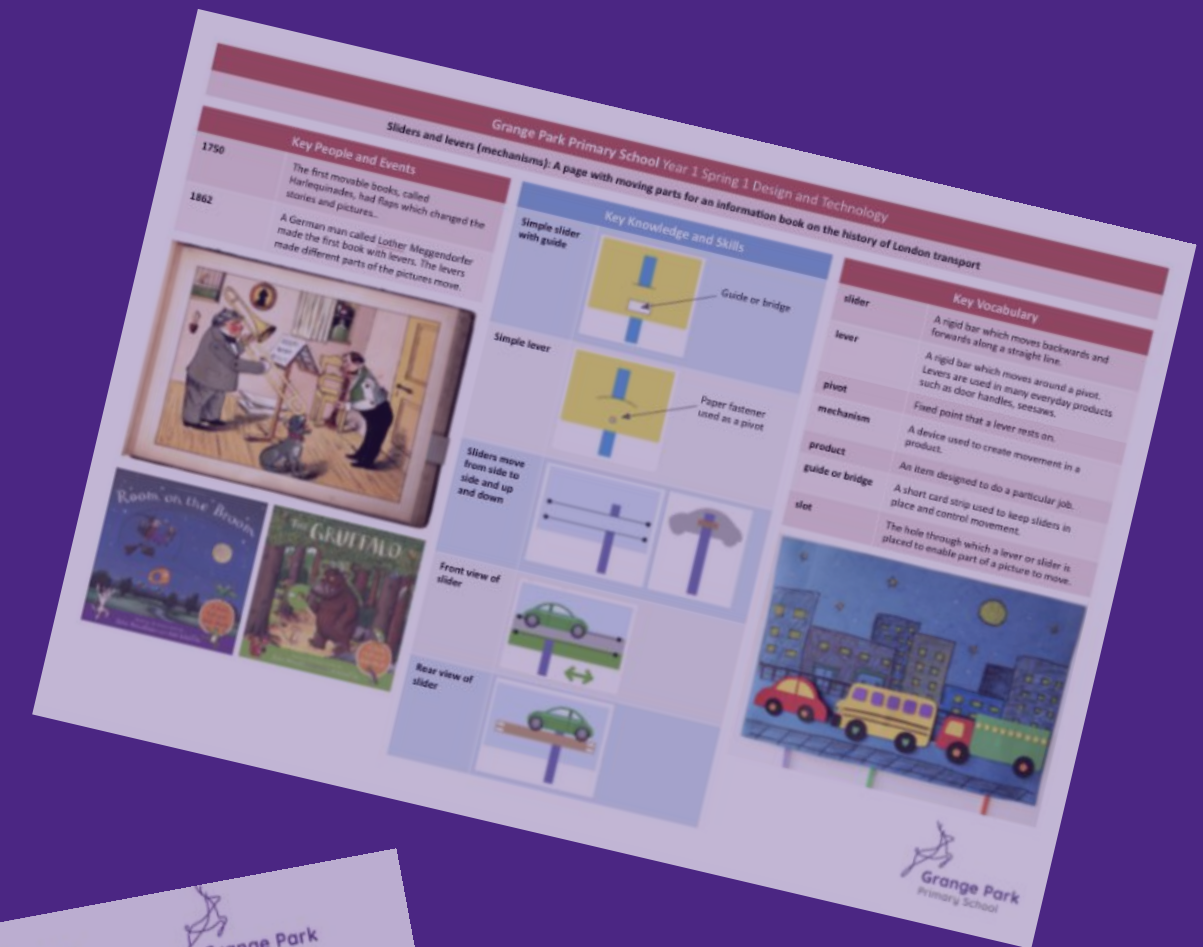 Grange Park Primary School Year 1 Spring 1 Design and Technology
Sliders and levers (mechanisms): A page with moving parts for an information book on the history of London transport
Key People and Events
1750
The first movable books, called
Harlequinades, had flaps which changed the
stories and pictures..
1862
A German man called Lother Meggendorfer
made the first book with levers. The levers
made different parts of the pictures move.
Room on the Broom
THE GRUFFALO
Key Knowledge and Skills
Simple slider
with guide
Guide or bridge
Simple lever
Paper fastener
used as a pivot
Sliders move
from side to
side and up
and down
Front view of
slider
Rear view of
slider
Key Vocabulary
slider
A rigid bar which moves backwards and
forwards along a straight line.
lever
A rigid bar which moves around a pivot.
Levers are used in many everyday products
such as door handles, seesaws.
pivot
Fixed point that a lever rests on.
mechanism
A device used to create movement in a
product.
product
An item designed to do a particular job.
guide or bridge
A short card strip used to keep sliders in
place and control movement.
slot
The hole through which a lever or slider is
placed to enable part of a picture to move.
Grange Park
Primary School
Grange Park